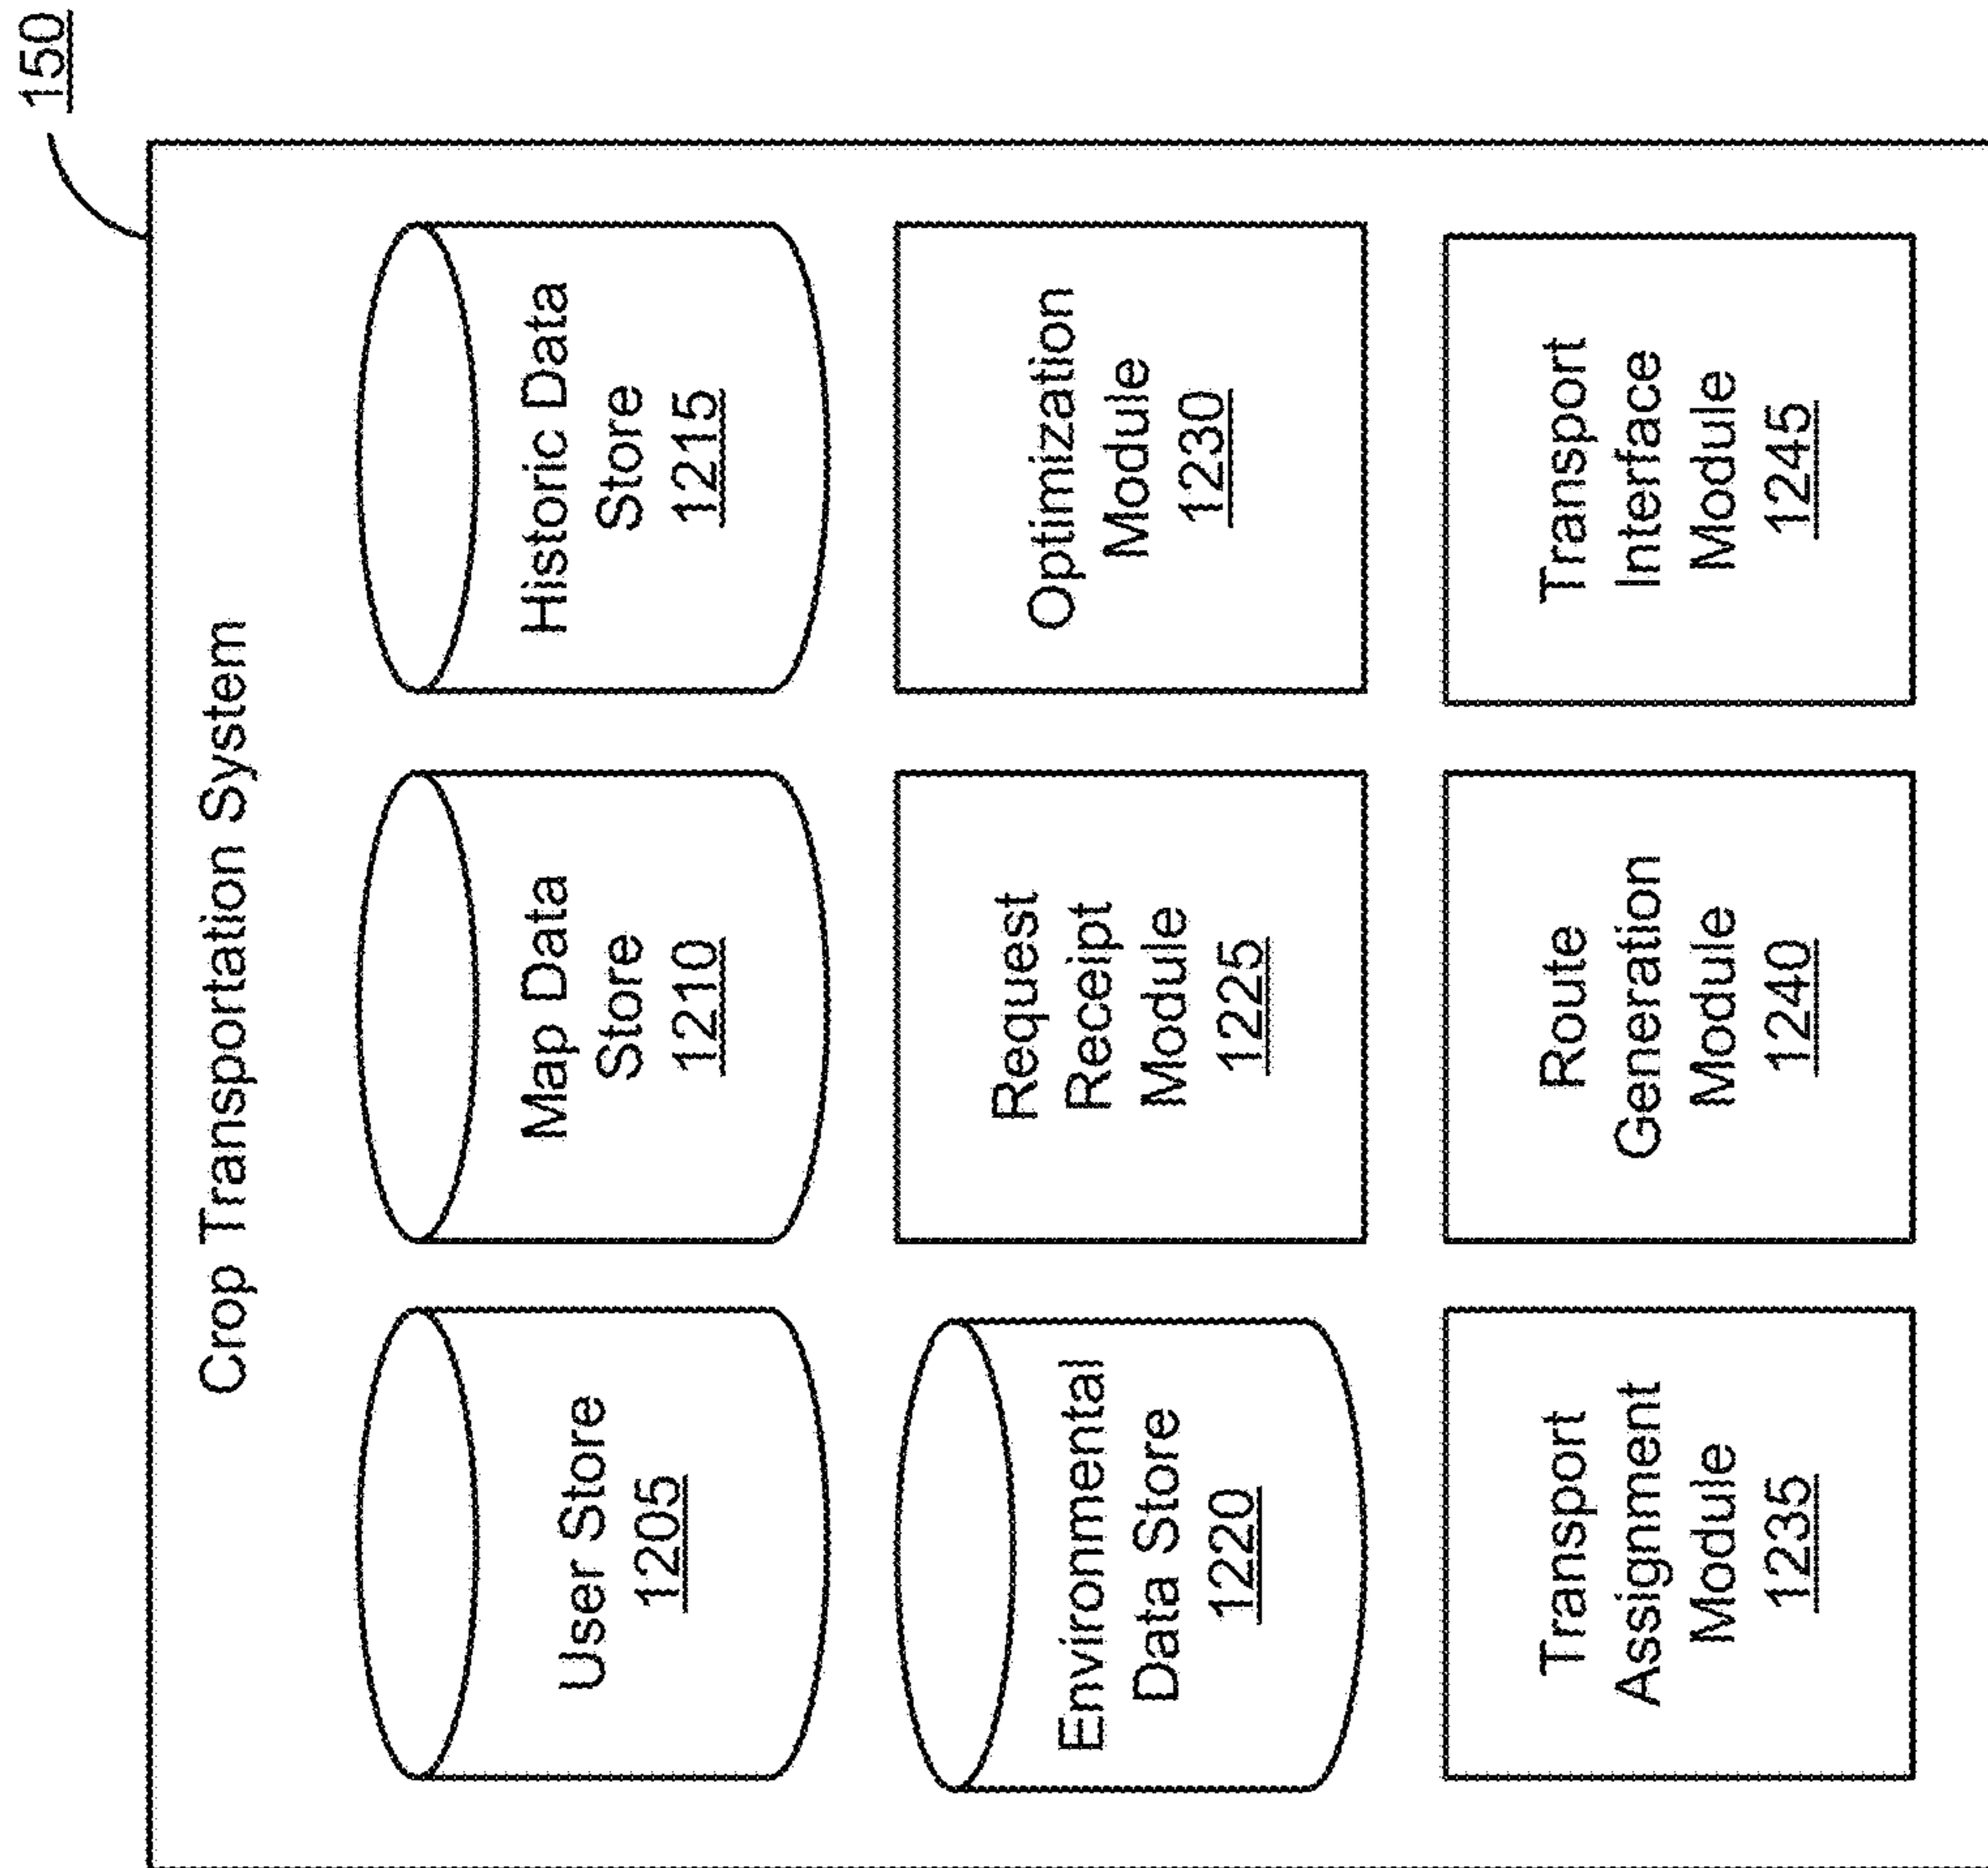 150
Crop Transportation System
User Store
1205
Map Data
Store
1210
Historic Data
Store
1215
Environmental
Data Store
1220
Request
Receipt
Module
1225
Optimization
Module
1230
Transport
Assignment
Module
1235
Route
Generation
Module
1240
Transport
Interface
Module
1245